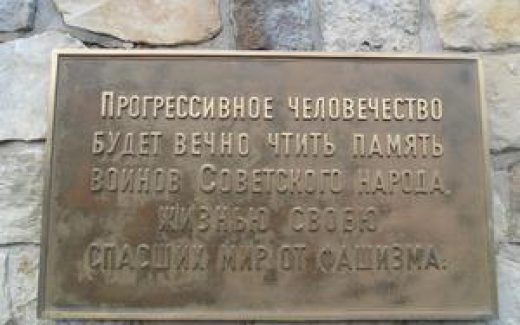 Прогрессивное человечество
будет вечно чтить память
воинов Советского народа,
жизнью своею
спасших мир от фашизма.